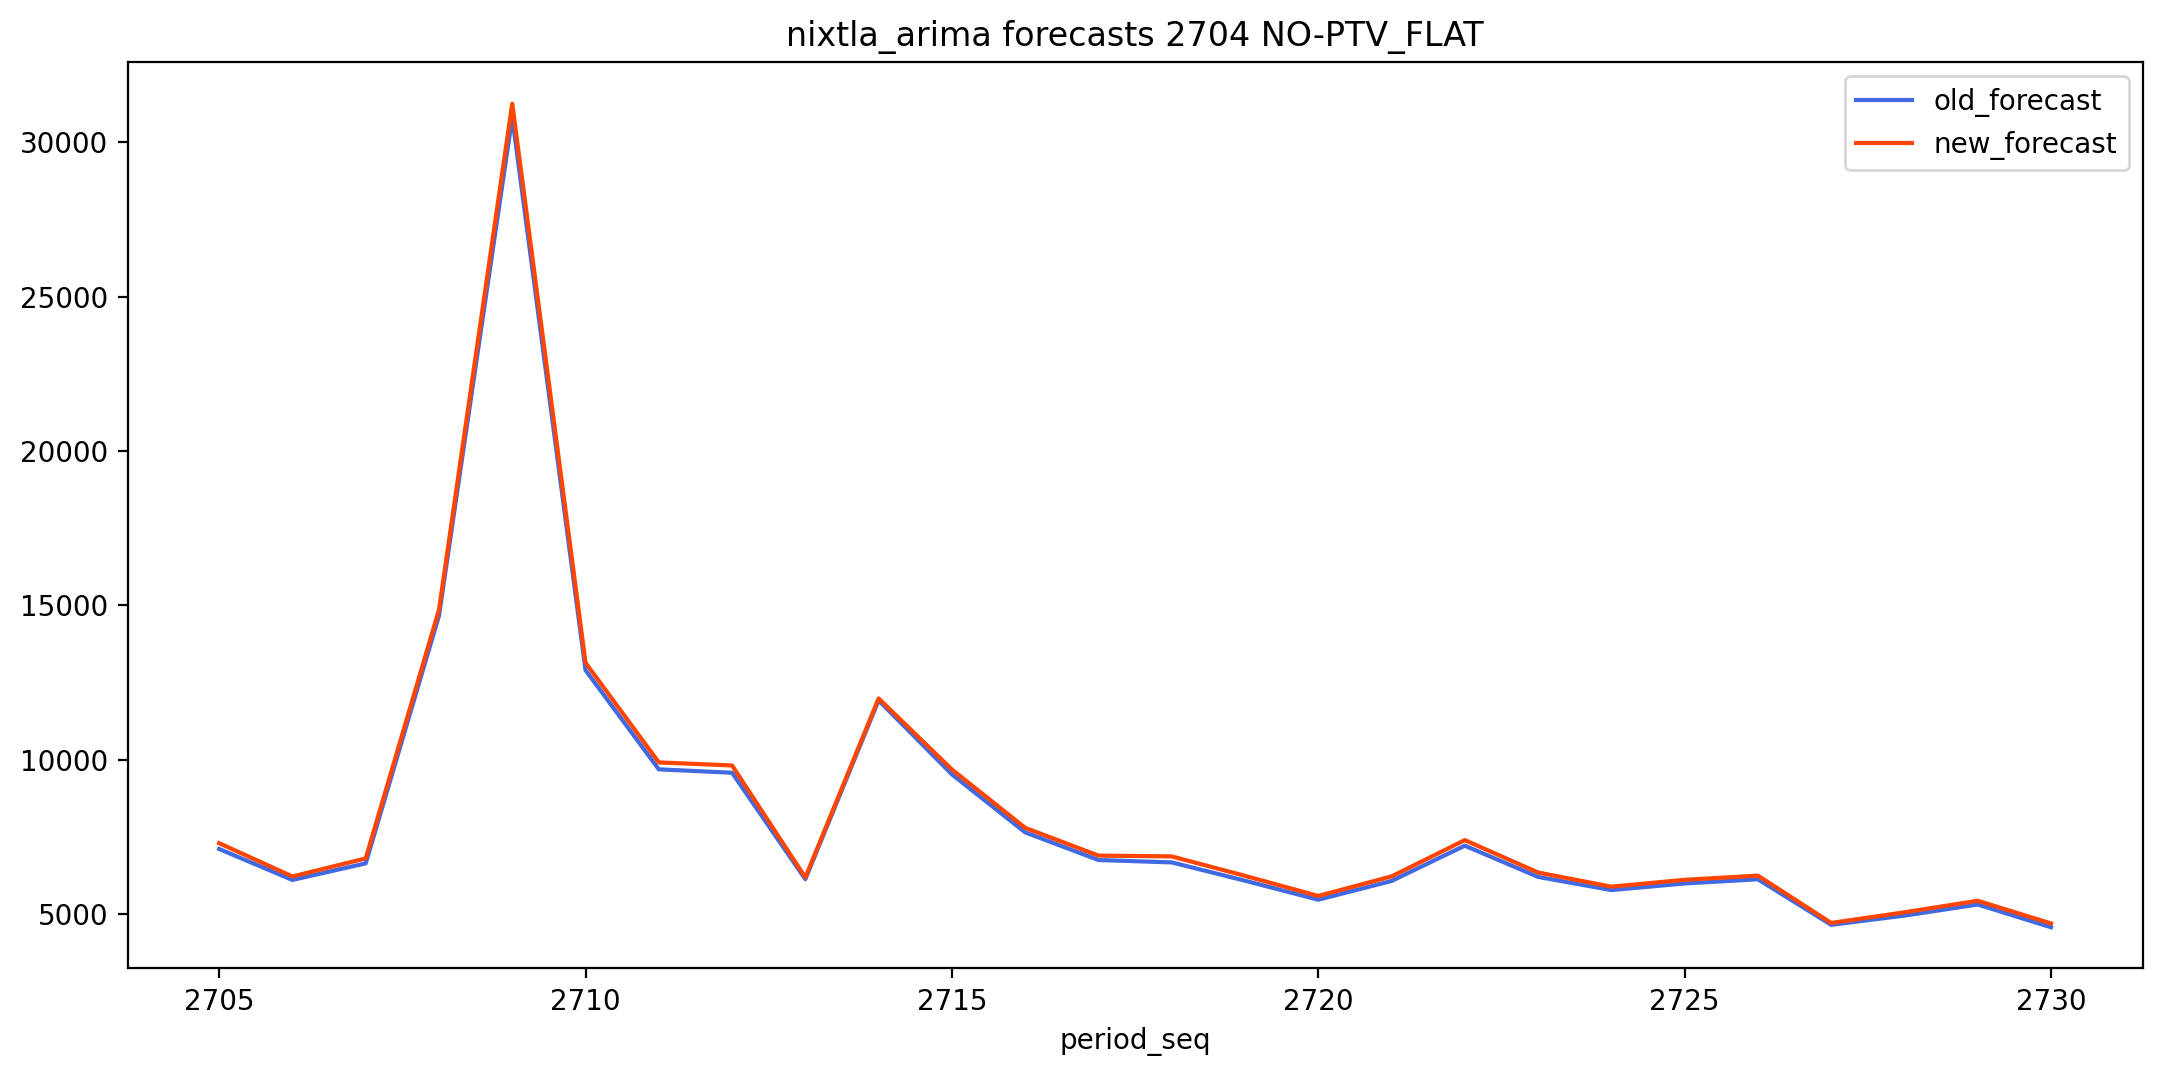 nixtla_arima forecasts 2704 NO-PTV_FLAT
old_forecast
new_forecast
30000
25000
20000
15000
10000
5000
2705 2710 2715 2720 2725 2730
period_seq